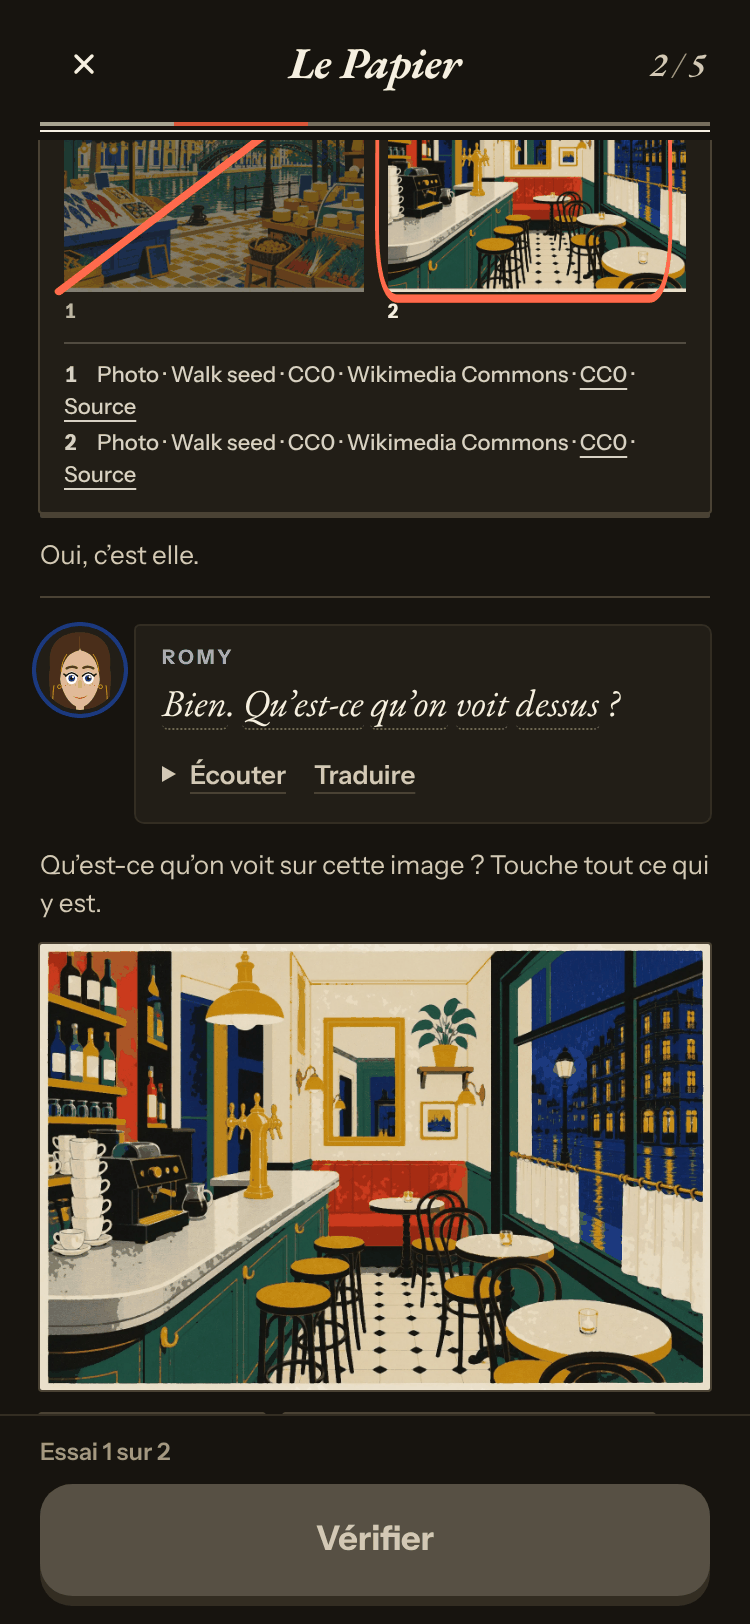 Le Papier
2 / 5
1
2
1 Photo · Walk seed · CC0 · Wikimedia Commons · CC0 ·
Source
2 Photo · Walk seed · CC0 · Wikimedia Commons · CC0 ·
Source
Oui, c’est elle.
ROMY
Bien. Qu’est-ce qu’on voit dessus ?
Écouter Traduire
Qu’est-ce qu’on voit sur cette image ? Touche tout ce qui
y est.
Essai 1 sur 2
Vérifier